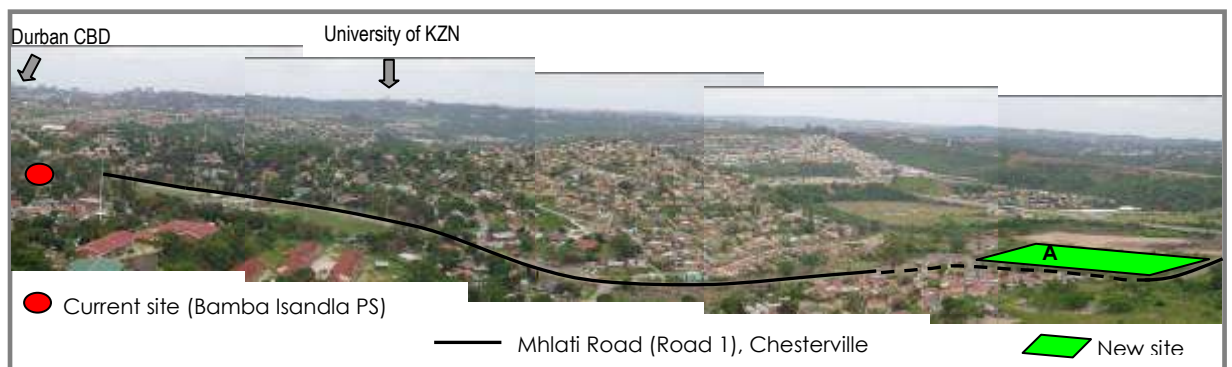 Durban CBD
University of KZN
A
Current site (Bamba Isandla PS)
Mhlati Road (Road 1), Chesterville
New site